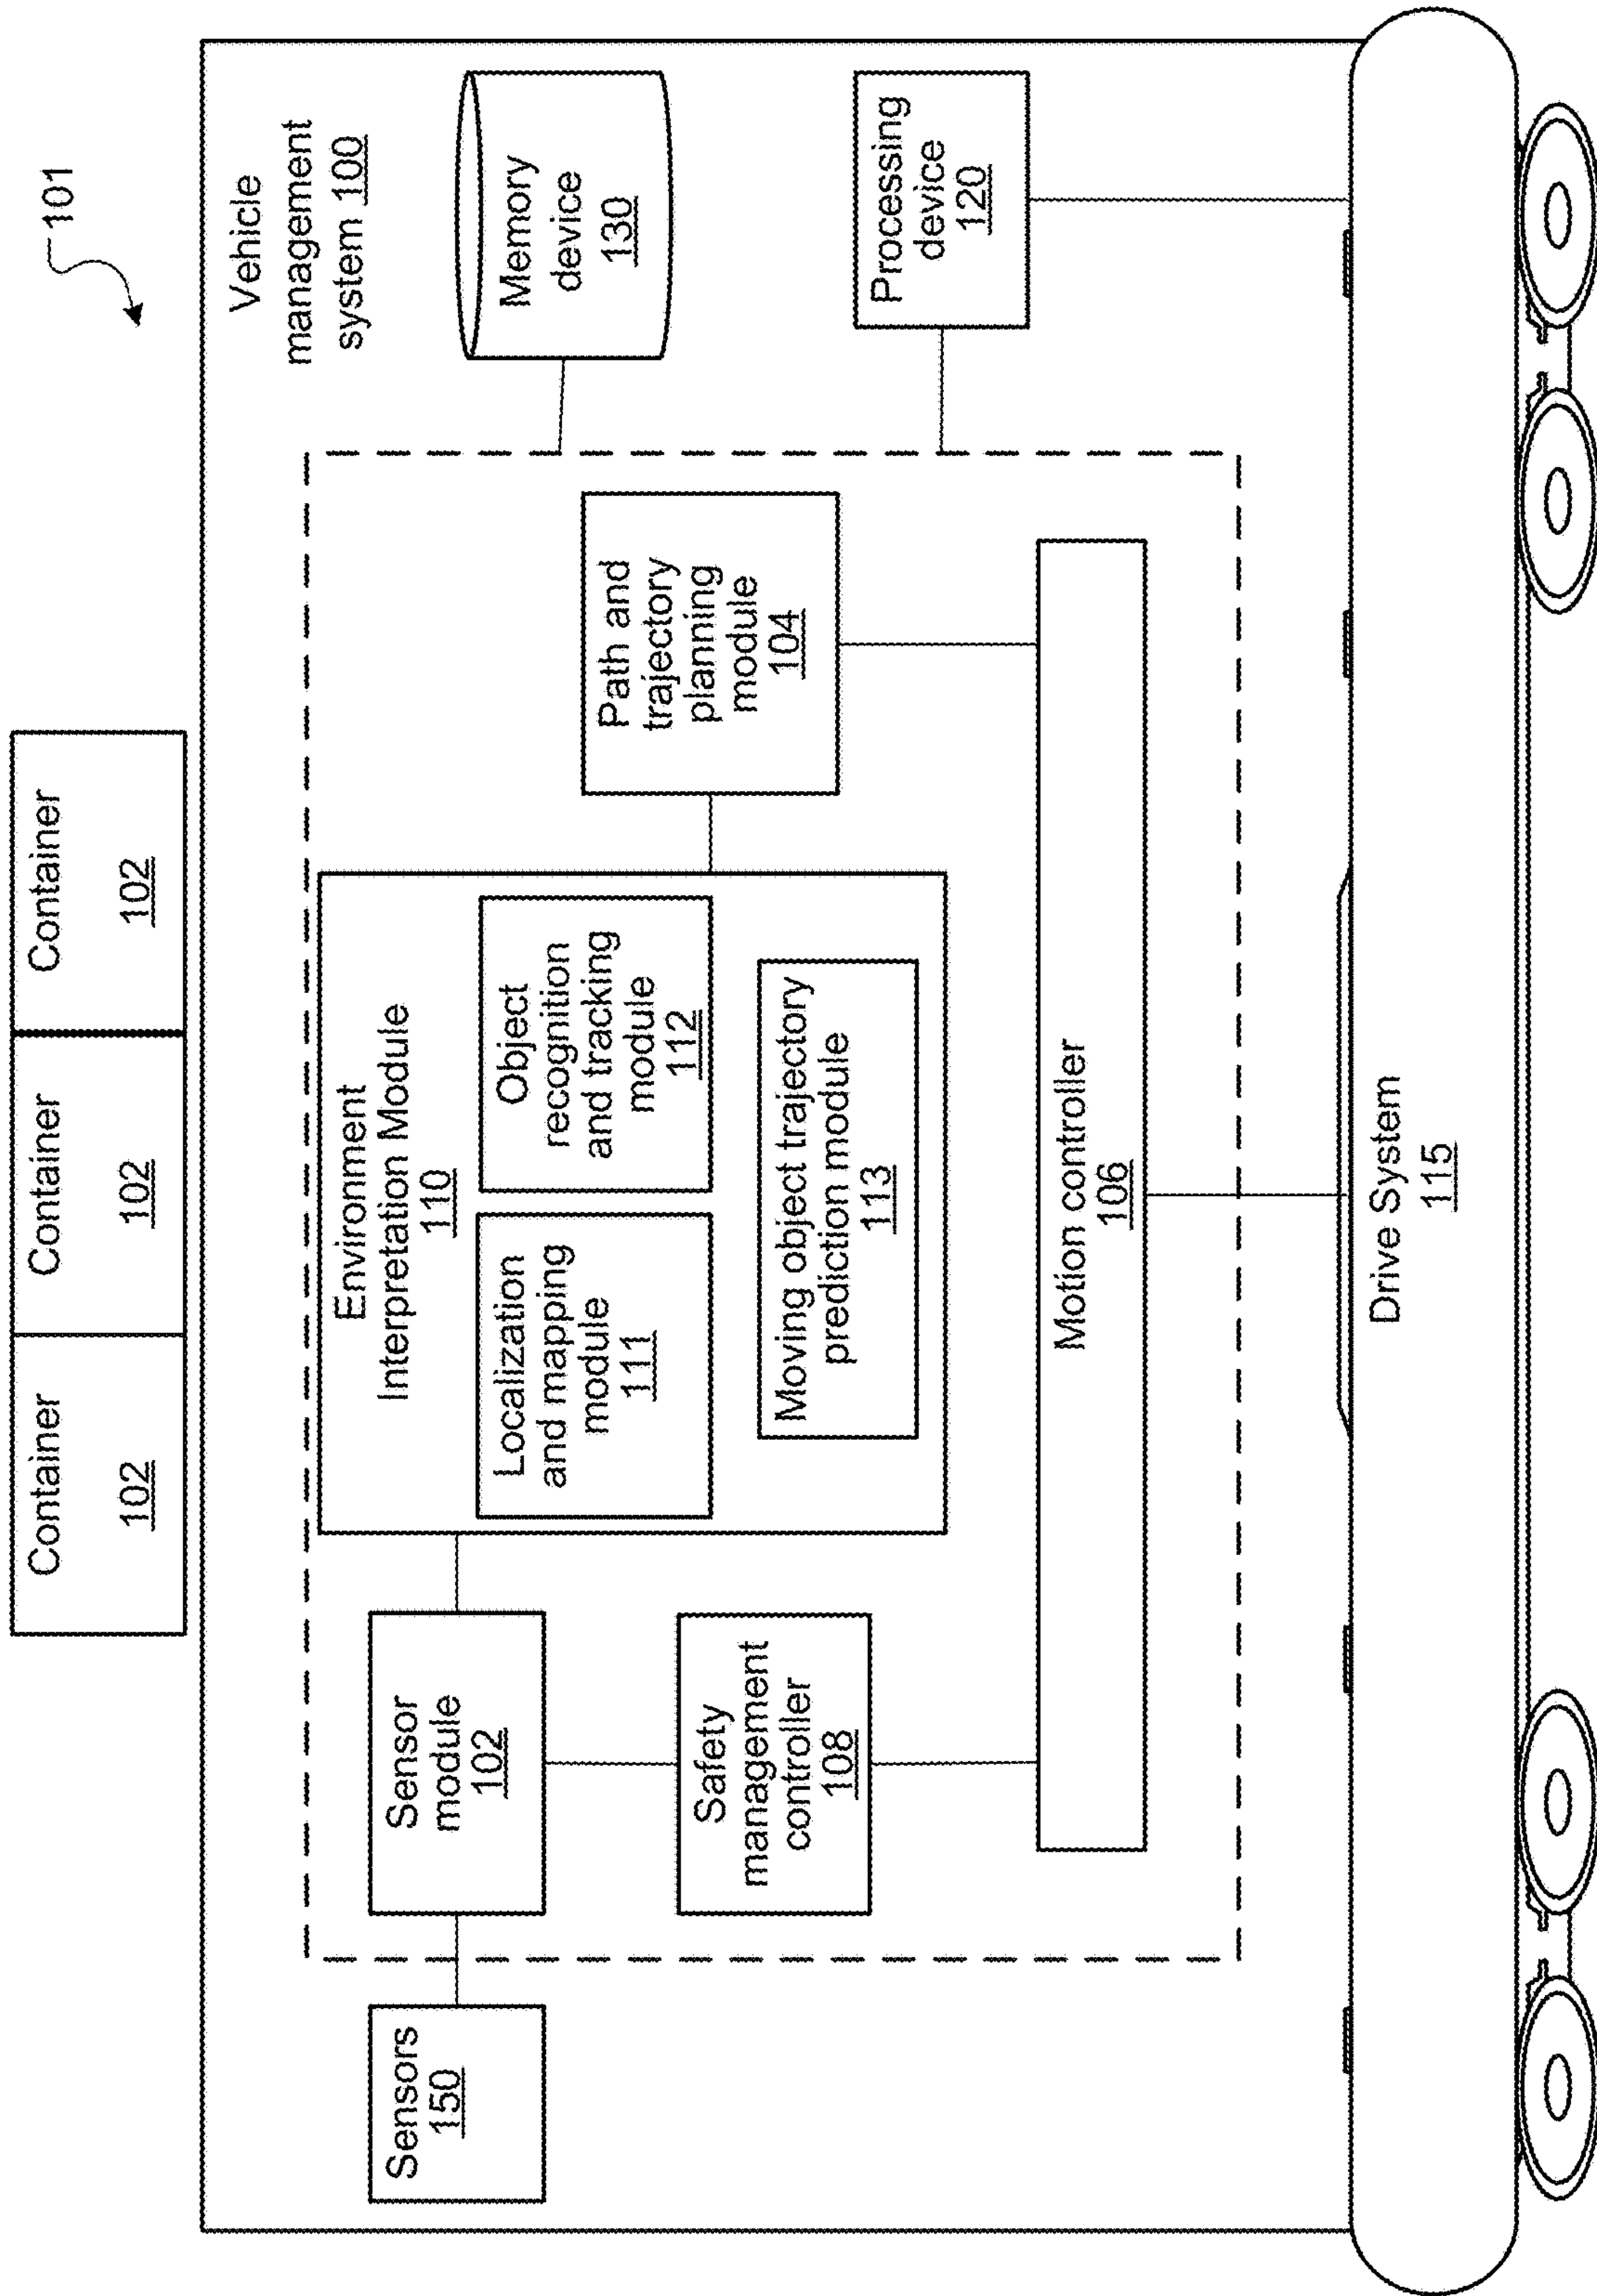 101
Container
102
Container
102
Container
102
Vehicle
management
system 100
Sensors
150
Sensor
module
102
Safety
management
controller
108
Environment
Interpretation Module
110
Localization
and mapping
module
111
Object
recognition
and tracking
module
112
Moving object trajectory
prediction module
113
Path and
trajectory
planning
module
104
Memory
device
130
Processing
device
120
Motion controller
106
Drive System
115